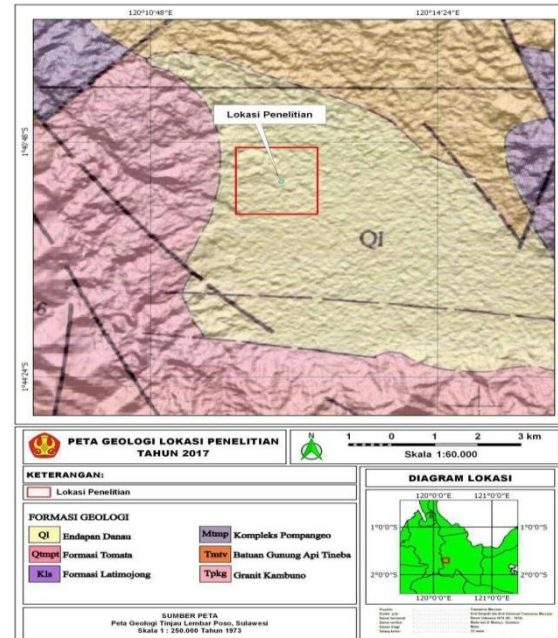 120°10'48"E
120°14'24"E
Lokasi Penelitian
1°40'48"S
Ql
1°44'24"S
PETA GEOLOGI LOKASI PENELITIAN
TAHUN 2017
N
1 0 1 2 3 km
Skala 1:60.000
KETERANGAN:
Lokasi Penelitian
FORMASI GEOLOGI
Ql Endapan Danau
Qtmpt Formasi Tomata
Kls Formasi Latimojong
Mtmp Kompleks Pompangeo
Tmtv Batuan Gunung Api Tineba
Tpkg Granit Kambuno
DIAGRAM LOKASI
120°0'0"E 121°0'0"E
1°0'0"S 1°0'0"S
2°0'0"S 2°0'0"S
120°0'0"E 121°0'0"E
SUMBER PETA
Peta Geologi Tinjau Lembar Poso, Sulawesi
Skala 1 : 250.000 Tahun 1973